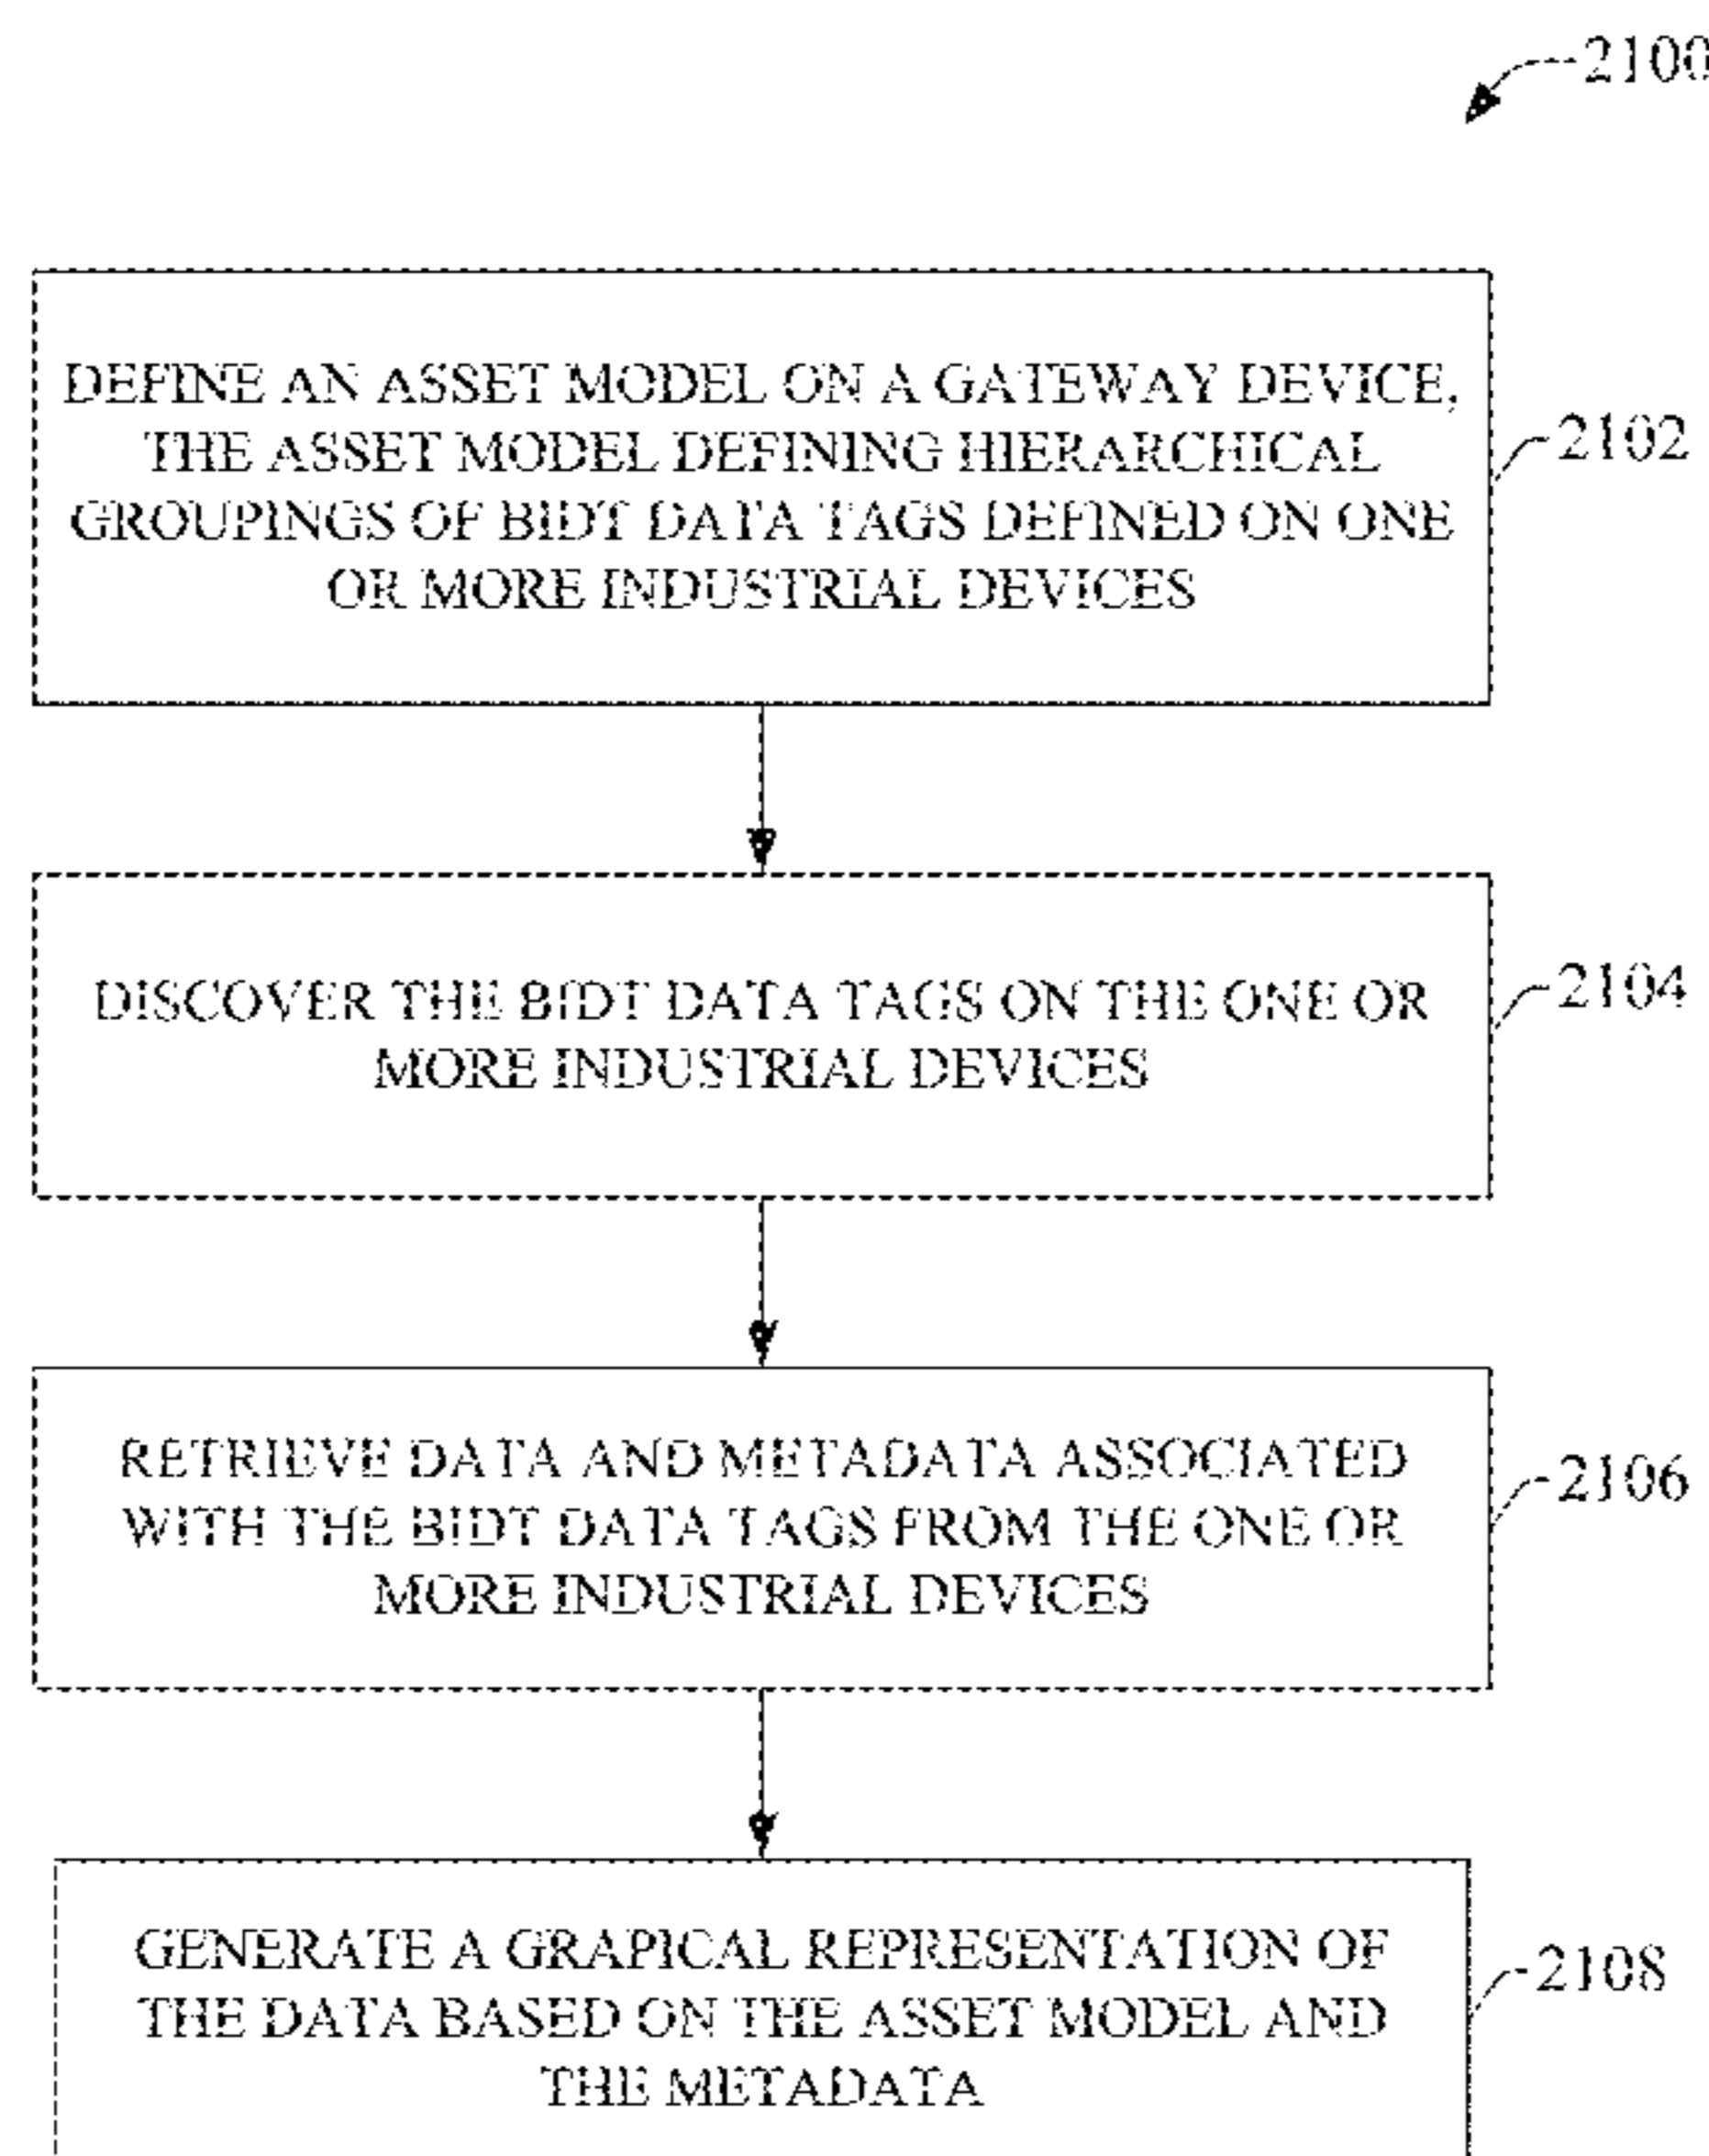 2100
DEFINE AN ASSET MODEL ON A GATEWAY DEVICE,
THE ASSET MODEL DEFINING HIERARCHICAL
GROUPINGS OF BIDT DATA TAGS DEFINED ON ONE
OR MORE INDUSTRIAL DEVICES
2102
DISCOVER THE BIDT DATA TAGS ON THE ONE OR
MORE INDUSTRIAL DEVICES
2104
RETRIEVE DATA AND METADATA ASSOCIATED
WITH THE BIDT DATA TAGS FROM THE ONE OR
MORE INDUSTRIAL DEVICES
2106
GENERATE A GRAPICAL REPRESENTATION OF
THE DATA BASED ON THE ASSET MODEL AND
THE METADATA
2108